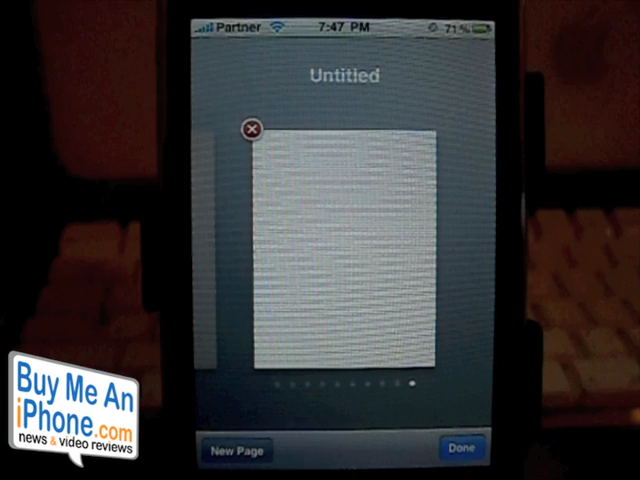 Partner 7:47 PM 71%
Untitled
New Page
Done
Buy Me An
iPhone.com
news & video reviews